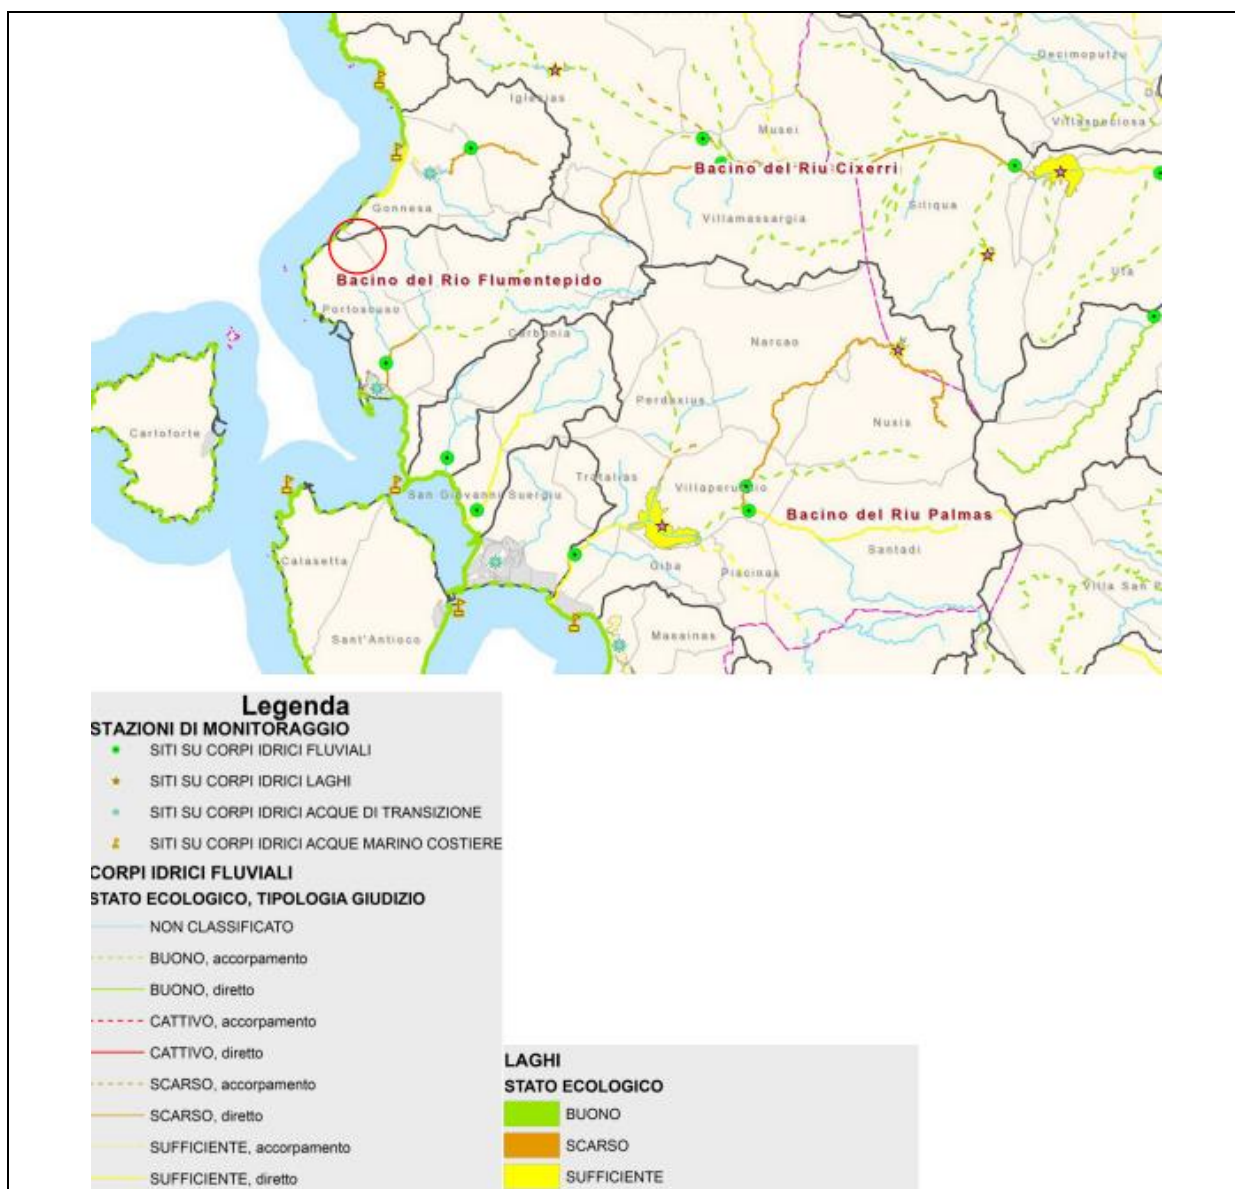 Decimoputzu
Iglesias
Villaspeciosa
Musei
Bacino del Riu Cixerri
Gonnesa
Villamassargia
Siliqua
Uta
Bacino del Rio Flumentepido
Portoscuso
Carbonia
Narcao
Perdaxius
Nuxis
Carloforte
Tratalias
Villaperuccio
San Giovanni Suergiu
Bacino del Riu Palmas
Santadi
Calasetta
Giba
Piscinas
Villa San P
Sant'Antioco
Masainas
Legenda
STAZIONI DI MONITORAGGIO
SITI SU CORPI IDRICI FLUVIALI
SITI SU CORPI IDRICI LAGHI
SITI SU CORPI IDRICI ACQUE DI TRANSIZIONE
SITI SU CORPI IDRICI ACQUE MARINO COSTIERE
CORPI IDRICI FLUVIALI
STATO ECOLOGICO, TIPOLOGIA GIUDIZIO
NON CLASSIFICATO
BUONO, accorpamento
BUONO, diretto
CATTIVO, accorpamento
CATTIVO, diretto
SCARSO, accorpamento
SCARSO, diretto
SUFFICIENTE, accorpamento
SUFFICIENTE, diretto
LAGHI
STATO ECOLOGICO
BUONO
SCARSO
SUFFICIENTE